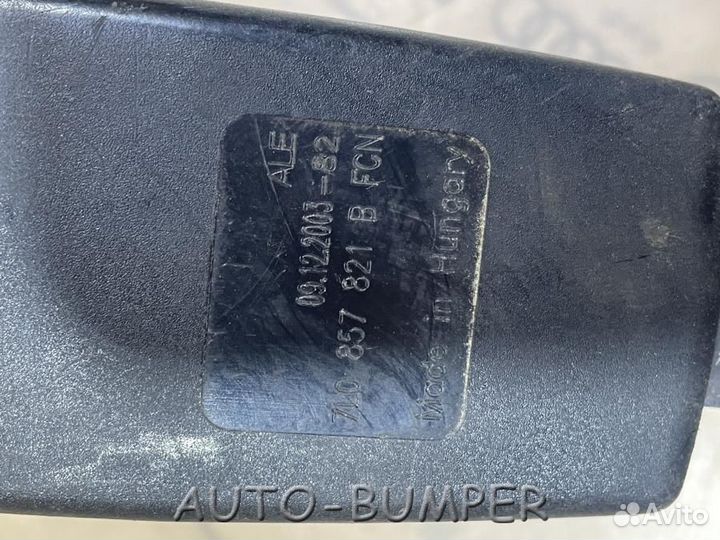 ALE
09.12.2003-82
7L0 857 821 B FCN
Made in Hungary
AUTO-BUMPER
Avito